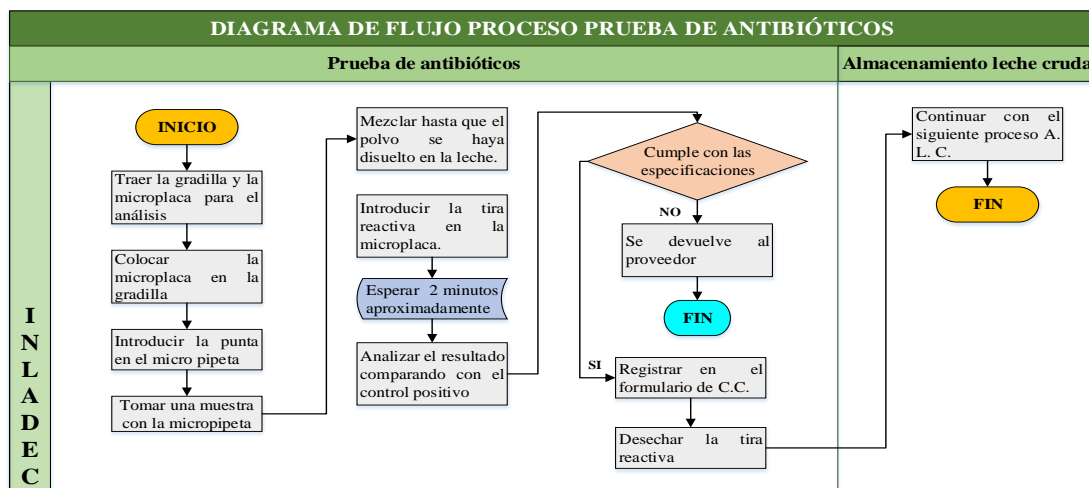 DIAGRAMA DE FLUJO PROCESO PRUEBA DE ANTIBIÓTICOS
Prueba de antibióticos
Almacenamiento leche cruda
INLADEC
INICIO
Traer la gradilla y la
microplaca para el
análisis
Colocar la
microplaca en la
gradilla
Introducir la punta
en el micro pipeta
Tomar una muestra
con la micropipeta
Mezclar hasta que el
polvo se haya
disuelto en la leche.
Introducir la tira
reactiva en la
microplaca.
Esperar 2 minutos
aproximadamente
Analizar el resultado
comparando con el
control positivo
Cumple con las
especificaciones
NO
Se devuelve al
proveedor
FIN
SI
Registrar en el
formulario de C.C.
Desechar la tira
reactiva
Continuar con el
siguiente proceso A.
L. C.
FIN